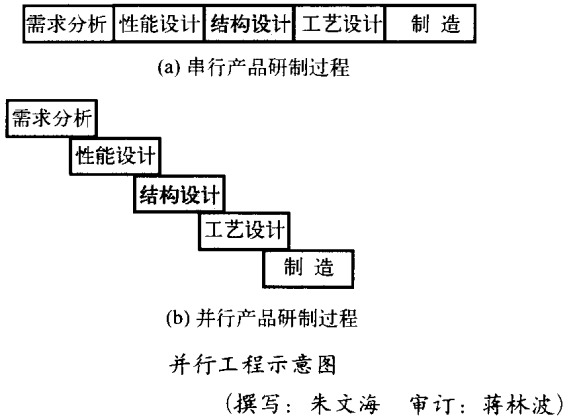 需求分析 性能设计 结构设计 工艺设计 制 造
(a) 串行产品研制过程
需求分析
性能设计
结构设计
工艺设计
制 造
(b) 并行产品研制过程
并行工程示意图
(撰写：朱文海 审订：蒋林波)